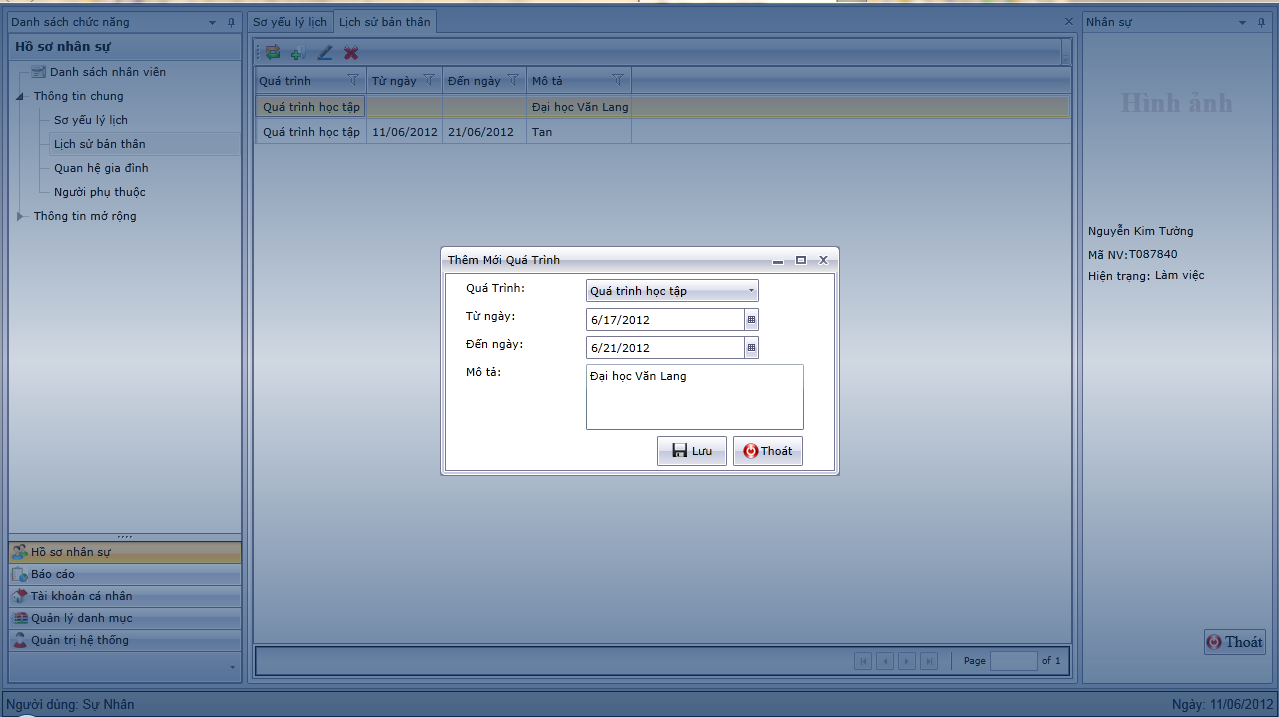 Danh sách chức năng
Hồ sơ nhân sự
Danh sách nhân viên
Thông tin chung
Sơ yếu lý lịch
Lịch sử bản thân
Quan hệ gia đình
Người phụ thuộc
Thông tin mở rộng
Hồ sơ nhân sự
Báo cáo
Tài khoản cá nhân
Quản lý danh mục
Quản trị hệ thống
Sơ yếu lý lịch Lịch sử bản thân
Quá trình Từ ngày Đến ngày Mô tả
Quá trình học tập Đại học Văn Lang
Quá trình học tập 11/06/2012 21/06/2012 Tan
Thêm Mới Quá Trình
Quá Trình: Quá trình học tập
Từ ngày: 6/17/2012
Đến ngày: 6/21/2012
Mô tả: Đại học Văn Lang
Lưu Thoát
Page of 1
Nhân sự
Hình ảnh
Nguyễn Kim Tường
Mã NV:T087840
Hiện trạng: Làm việc
Thoát
Người dùng: Sự Nhân Ngày: 11/06/2012